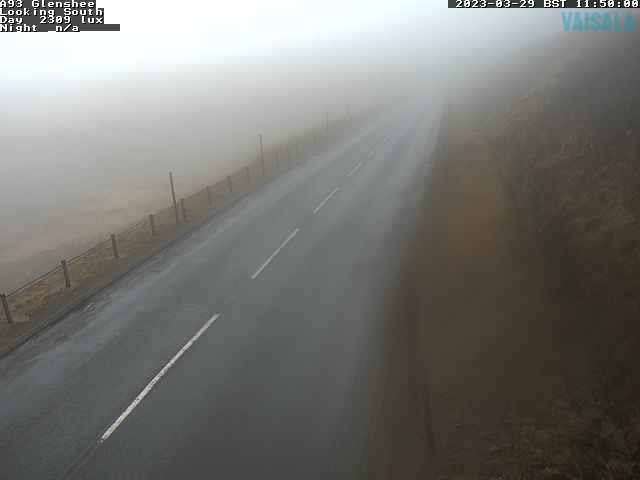 A93 Glenshee
Looking South
Day 2309 lux
Night n/a
2023-03-29 BST 11:50:00
VAISALA